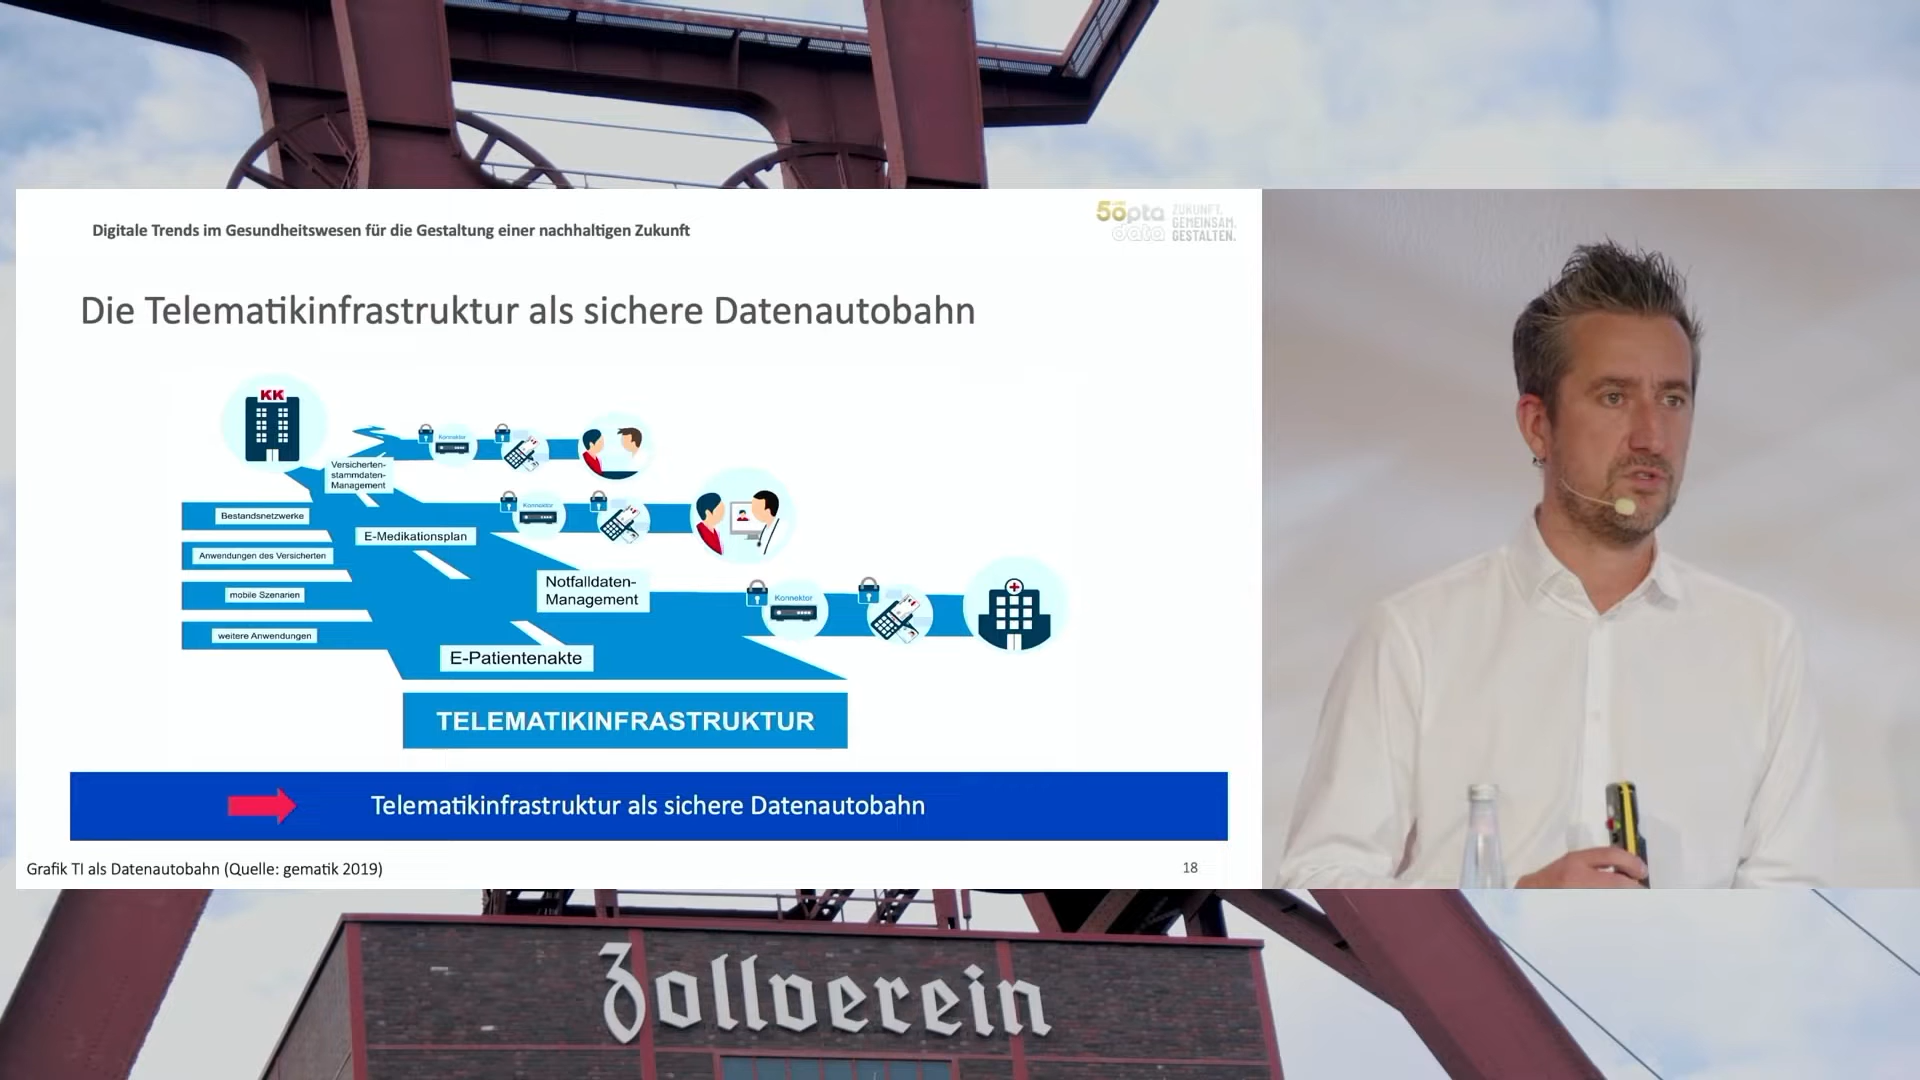 Digitale Trends im Gesundheitswesen für die Gestaltung einer nachhaltigen Zukunft
50pta
data
ZUKUNFT.
GEMEINSAM.
GESTALTEN.
Die Telematikinfrastruktur als sichere Datenautobahn
KK
Konnektor
Versicherten-
stammdaten-
Management
Konnektor
Bestandsnetzwerke
E-Medikationsplan
Anwendungen des Versicherten
Notfalldaten-
Management
mobile Szenarien
Konnektor
weitere Anwendungen
E-Patientenakte
TELEMATIKINFRASTRUKTUR
Telematikinfrastruktur als sichere Datenautobahn
Grafik TI als Datenautobahn (Quelle: gematik 2019)
18
Zollverein